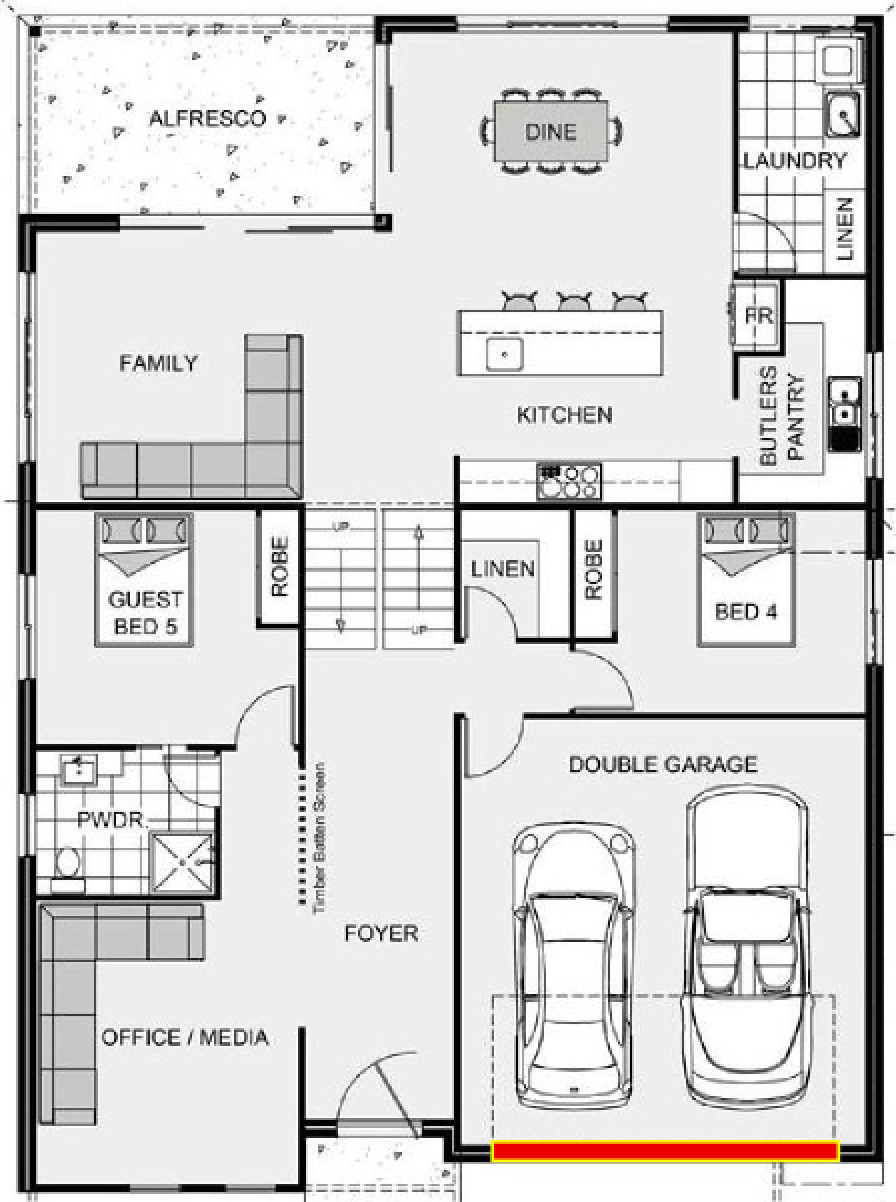 ALFRESCO
DINE
LAUNDRY
LINEN
FR
FAMILY
KITCHEN
BUTLERS
PANTRY
UP
ROBE
LINEN
ROBE
GUEST
BED 5
BED 4
UP
DOUBLE GARAGE
PWDR.
Timber Batten Screen
FOYER
OFFICE / MEDIA